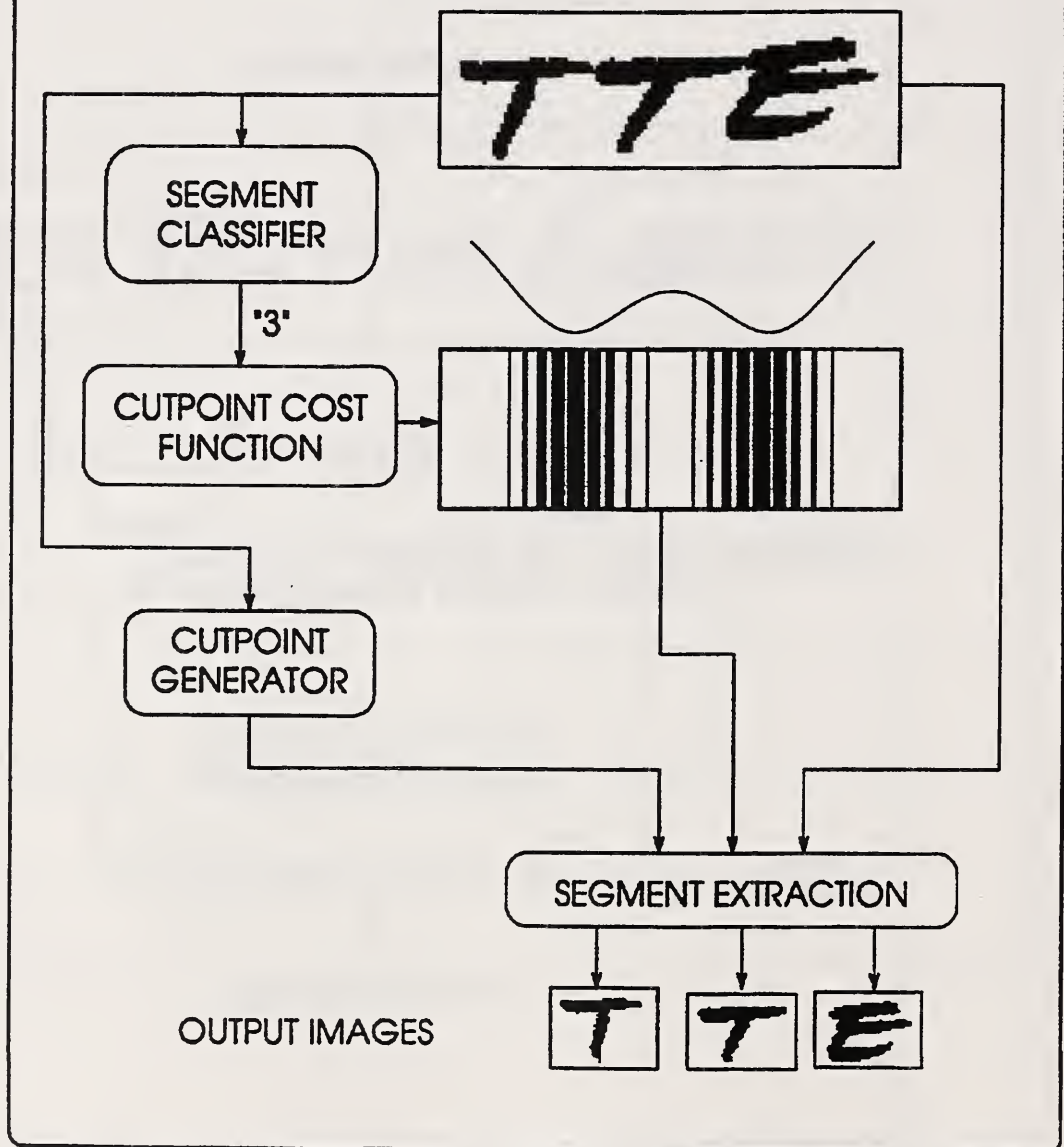 TTE
SEGMENT
CLASSIFIER
"3"
CUTPOINT COST
FUNCTION
CUTPOINT
GENERATOR
SEGMENT EXTRACTION
T T E
OUTPUT IMAGES